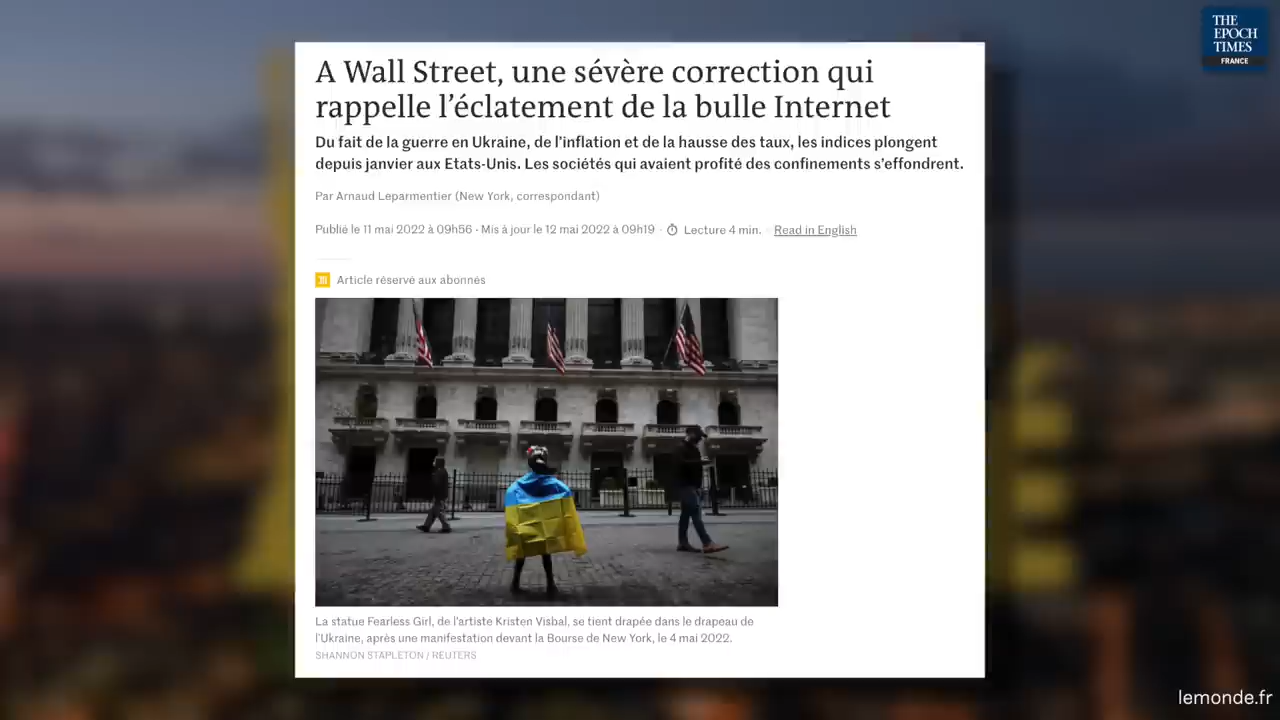 THE
EPOCH
TIMES
FRANCE
A Wall Street, une sévère correction qui
rappelle l’éclatement de la bulle Internet
Du fait de la guerre en Ukraine, de l’inflation et de la hausse des taux, les indices plongent
depuis janvier aux Etats-Unis. Les sociétés qui avaient profité des confinements s’effondrent.
Par Arnaud Leparmentier (New York, correspondant)
Publié le 11 mai 2022 à 09h56 - Mis à jour le 12 mai 2022 à 09h19 · Lecture 4 min. · Read in English
Article réservé aux abonnés
La statue Fearless Girl, de l’artiste Kristen Visbal, se tient drapée dans le drapeau de
l’Ukraine, après une manifestation devant la Bourse de New York, le 4 mai 2022.
SHANNON STAPLETON / REUTERS
lemonde.fr